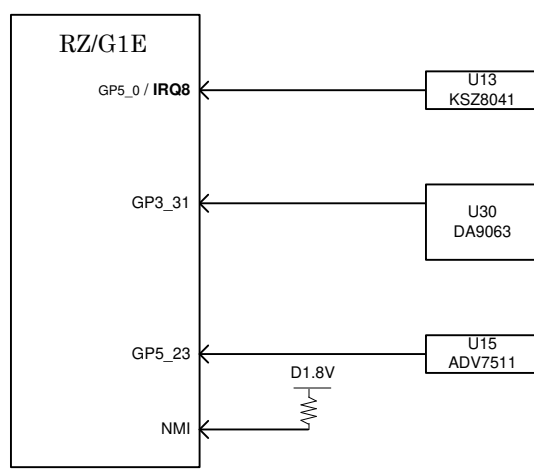 RZ/G1E
GP5_0 / IRQ8
U13
KSZ8041
GP3_31
U30
DA9063
GP5_23
U15
ADV7511
D1.8V
NMI